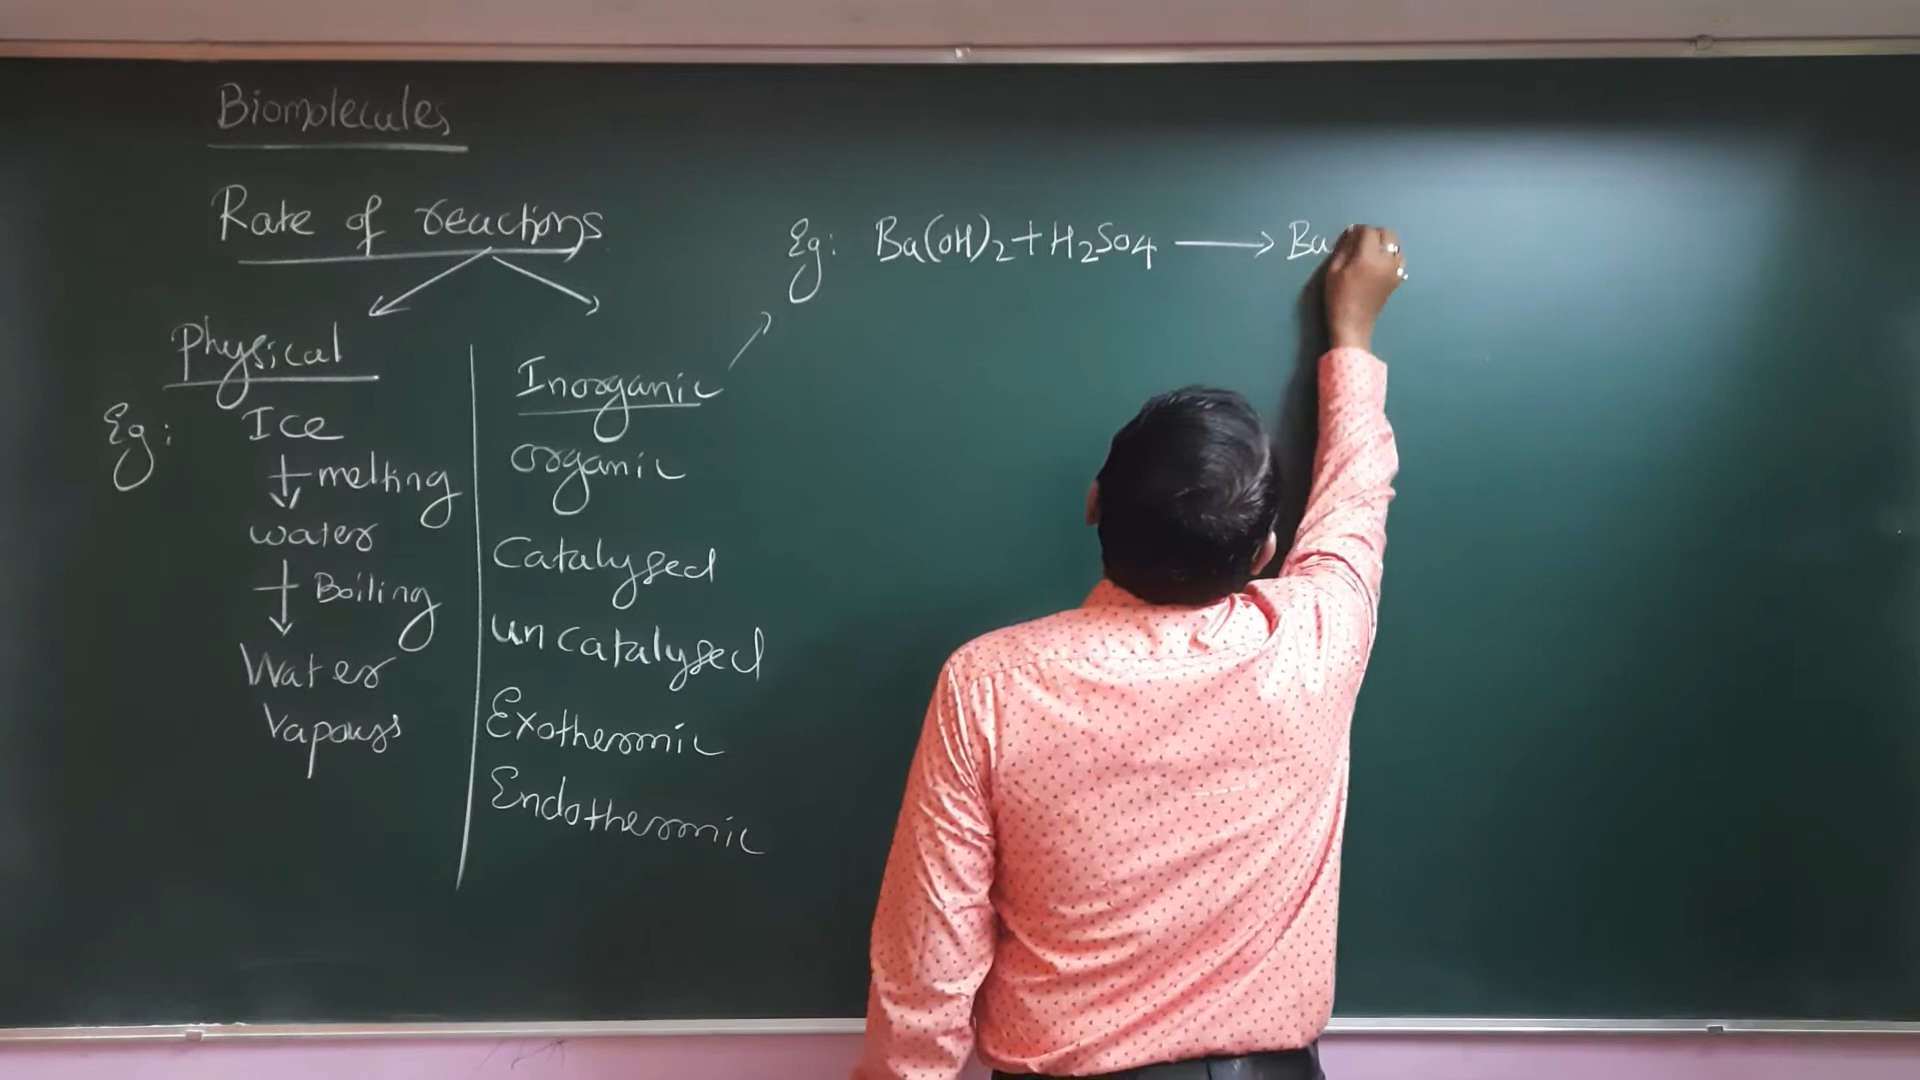 Biomolecules
Rate of reactions
Physical
Eg: Ice
melting
water
Boiling
Water
Vapours
Inorganic
organic
Catalysed
uncatalysed
Exothermic
Endothermic
Eg: Ba(OH)2 + H2SO4 → Ba